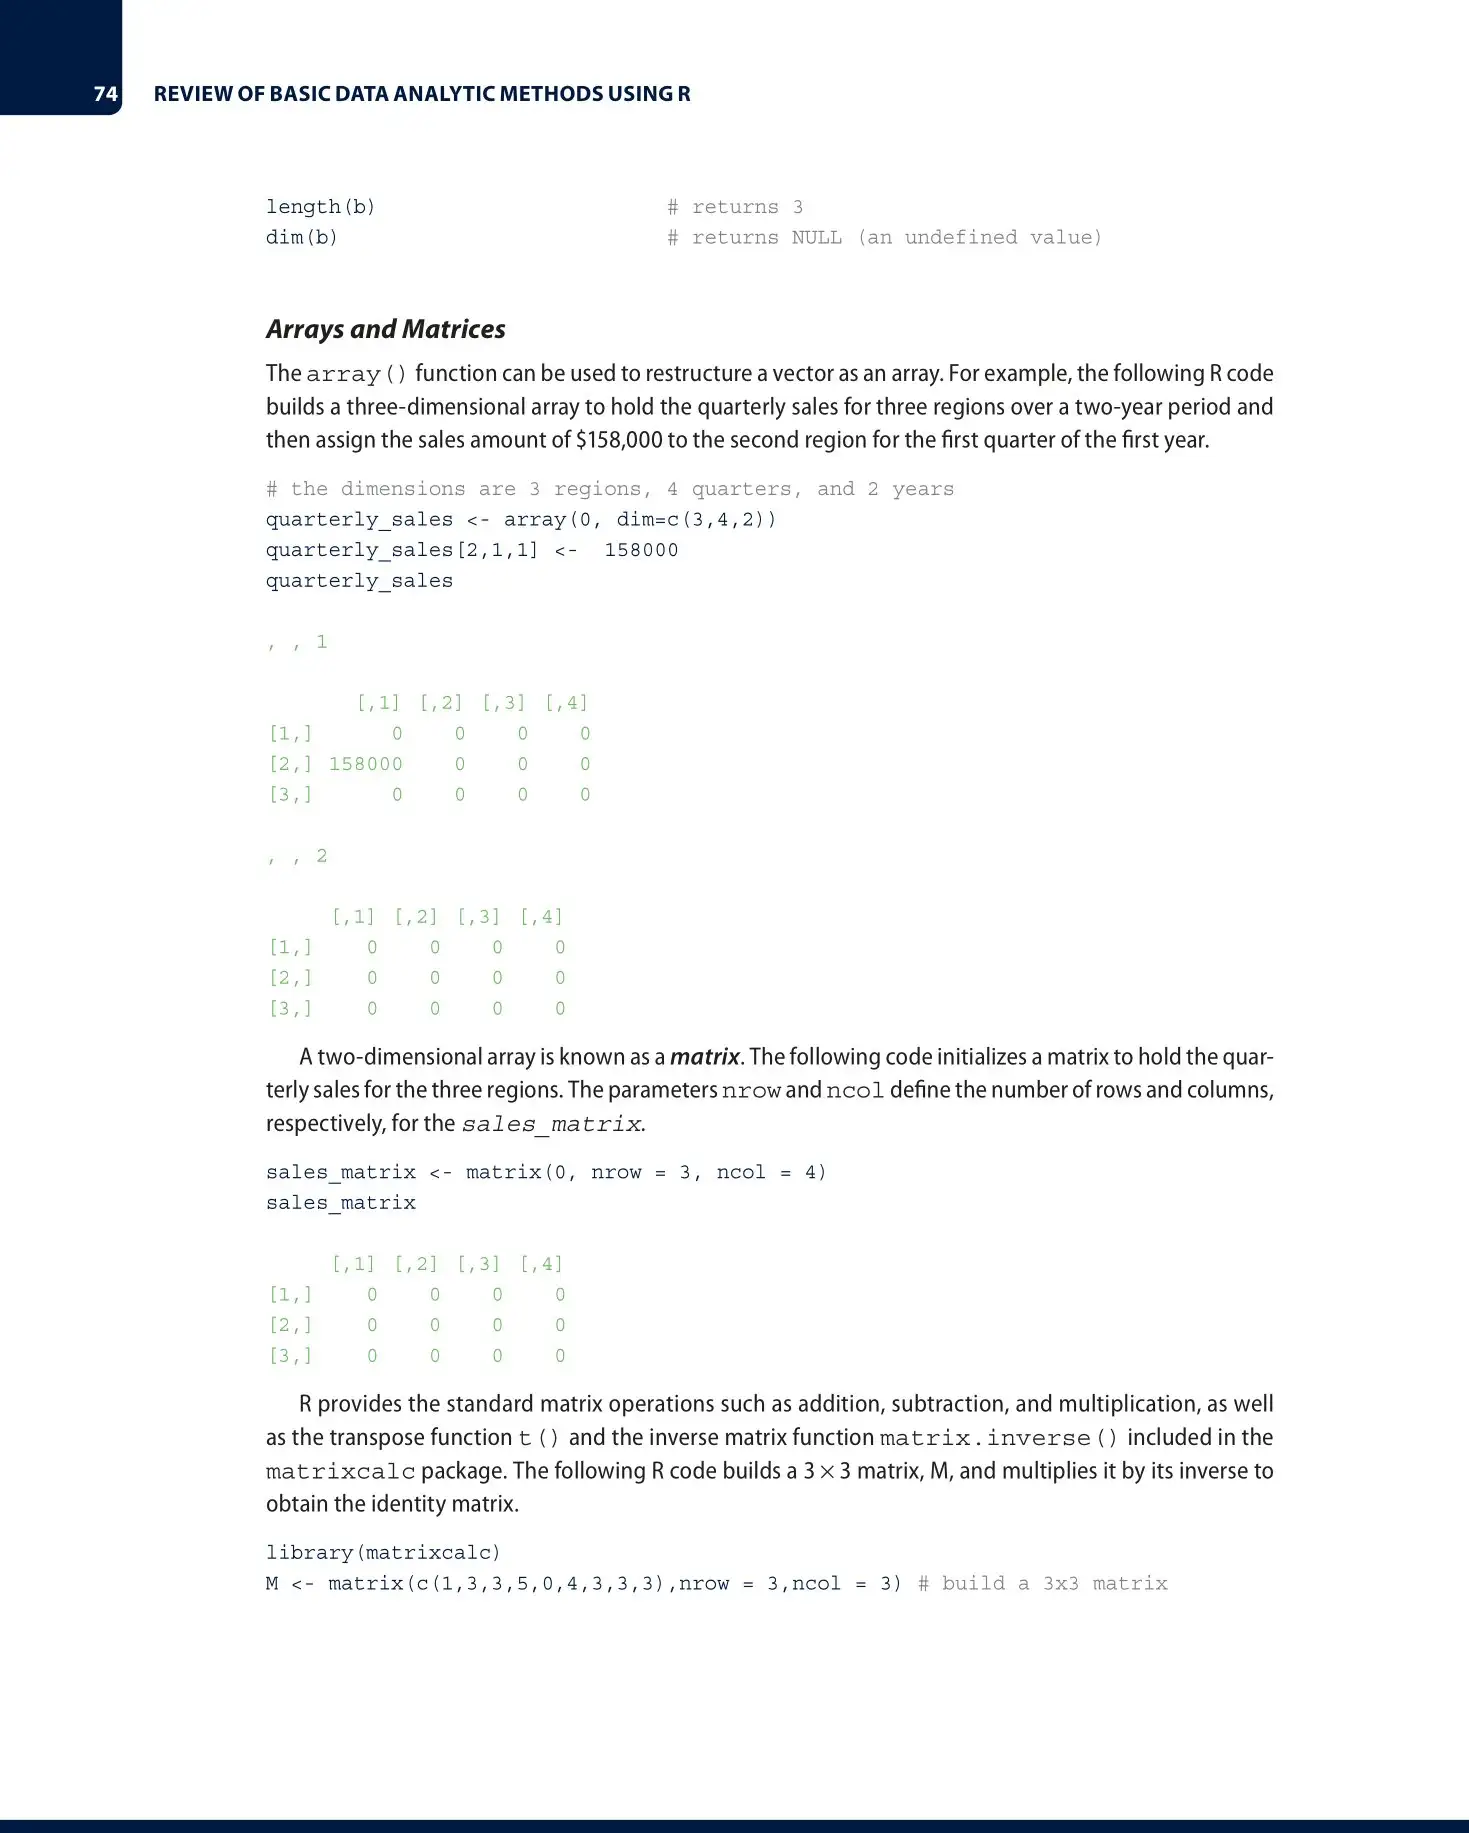 74 REVIEW OF BASIC DATA ANALYTIC METHODS USING R
length(b) # returns 3
dim(b) # returns NULL (an undefined value)
Arrays and Matrices
The array() function can be used to restructure a vector as an array. For example, the following R code
builds a three-dimensional array to hold the quarterly sales for three regions over a two-year period and
then assign the sales amount of $158,000 to the second region for the first quarter of the first year.
# the dimensions are 3 regions, 4 quarters, and 2 years
quarterly_sales <- array(0, dim=c(3,4,2))
quarterly_sales[2,1,1] <-  158000
quarterly_sales
, , 1
       [,1] [,2] [,3] [,4]
[1,]      0    0    0    0
[2,] 158000    0    0    0
[3,]      0    0    0    0
, , 2
     [,1] [,2] [,3] [,4]
[1,]    0    0    0    0
[2,]    0    0    0    0
[3,]    0    0    0    0
A two-dimensional array is known as a matrix. The following code initializes a matrix to hold the quar-
terly sales for the three regions. The parameters nrow and ncol define the number of rows and columns,
respectively, for the sales_matrix.
sales_matrix <- matrix(0, nrow = 3, ncol = 4)
sales_matrix
     [,1] [,2] [,3] [,4]
[1,]    0    0    0    0
[2,]    0    0    0    0
[3,]    0    0    0    0
R provides the standard matrix operations such as addition, subtraction, and multiplication, as well
as the transpose function t() and the inverse matrix function matrix.inverse() included in the
matrixcalc package. The following R code builds a 3 × 3 matrix, M, and multiplies it by its inverse to
obtain the identity matrix.
library(matrixcalc)
M <- matrix(c(1,3,3,5,0,4,3,3,3),nrow = 3,ncol = 3) # build a 3x3 matrix